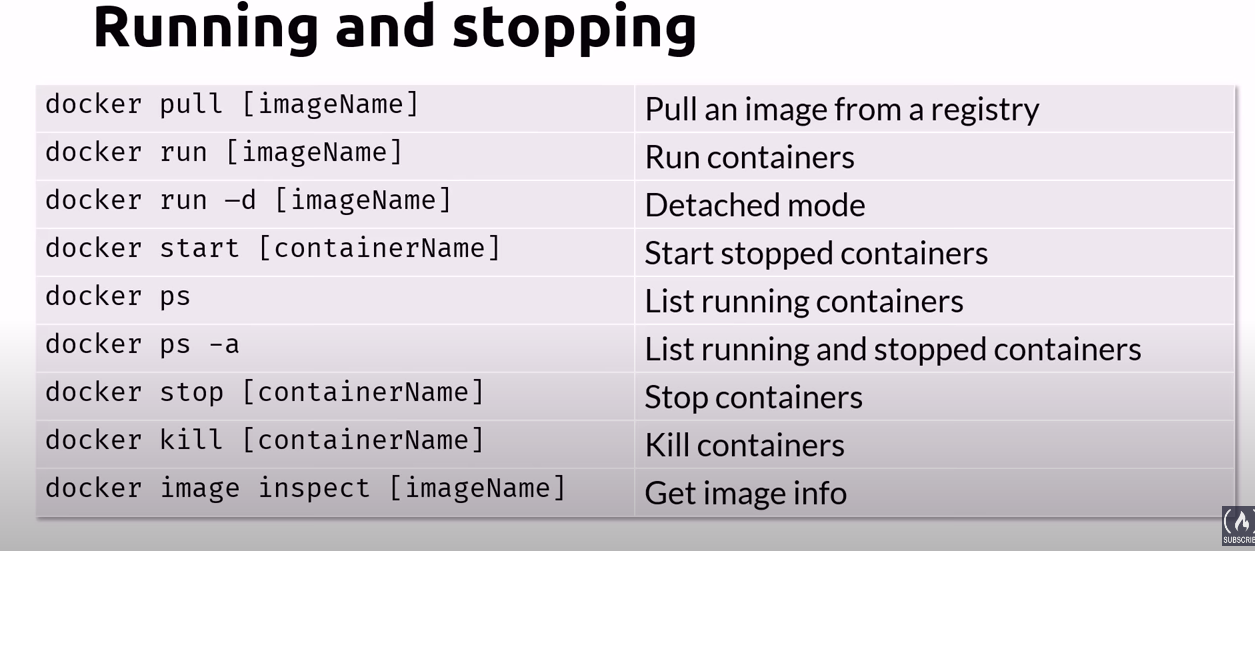 Running and stopping
docker pull [imageName]
Pull an image from a registry
docker run [imageName]
Run containers
docker run –d [imageName]
Detached mode
docker start [containerName]
Start stopped containers
docker ps
List running containers
docker ps -a
List running and stopped containers
docker stop [containerName]
Stop containers
docker kill [containerName]
Kill containers
docker image inspect [imageName]
Get image info
SUBSCRIBE